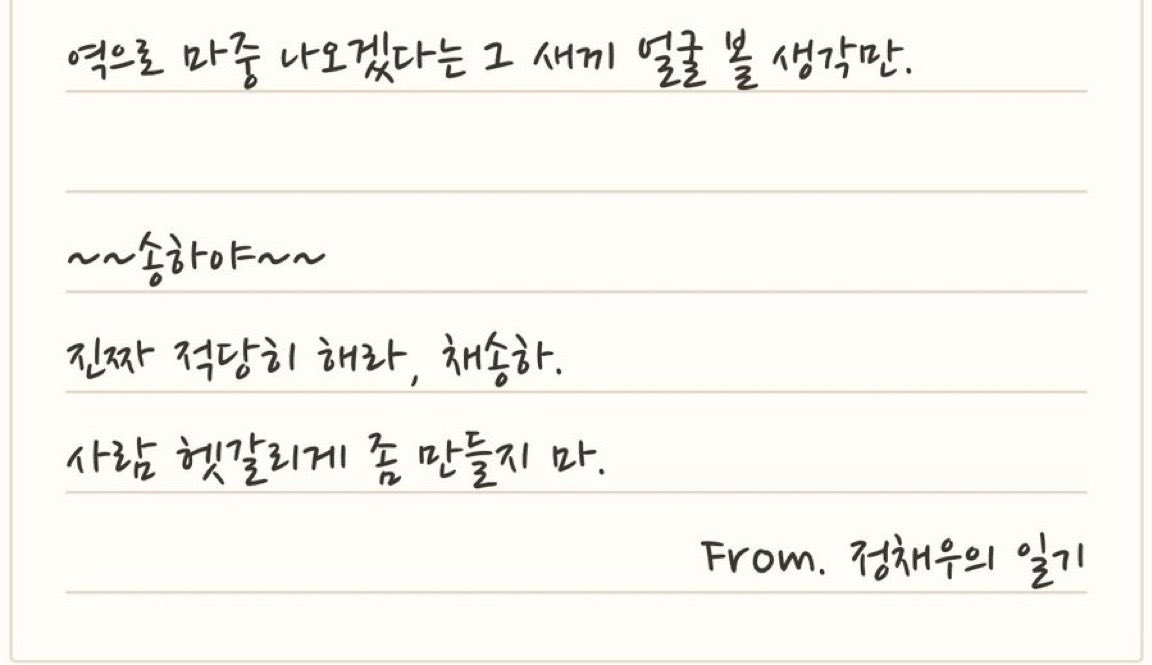 역으로 마중 나오겠다는 그 새끼 얼굴 볼 생각만.
~~송하야~~
진짜 적당히 해라, 채송하.
사람 헷갈리게 좀 만들지 마.
From. 정채우의 일기